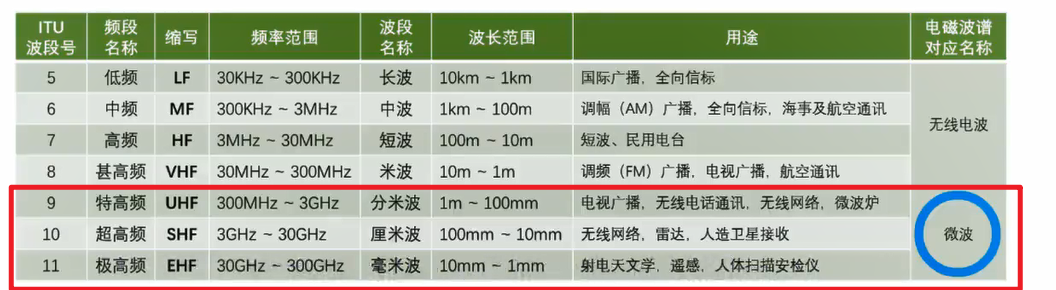 ITU 波段号 频段名称 缩写 频率范围 波段名称 波长范围 用途 电磁波谱对应名称
5 低频 LF 30KHz ~ 300KHz 长波 10km ~ 1km 国际广播，全向信标
6 中频 MF 300KHz ~ 3MHz 中波 1km ~ 100m 调幅（AM）广播，全向信标，海事及航空通讯
无线电波
7 高频 HF 3MHz ~ 30MHz 短波 100m ~ 10m 短波、民用电台
8 甚高频 VHF 30MHz ~ 300MHz 米波 10m ~ 1m 调频（FM）广播，电视广播，航空通讯
9 特高频 UHF 300MHz ~ 3GHz 分米波 1m ~ 100mm 电视广播，无线电话通讯，无线网络，微波炉
10 超高频 SHF 3GHz ~ 30GHz 厘米波 100mm ~ 10mm 无线网络，雷达，人造卫星接收 微波
11 极高频 EHF 30GHz ~ 300GHz 毫米波 10mm ~ 1mm 射电天文学，遥感，人体扫描安检仪